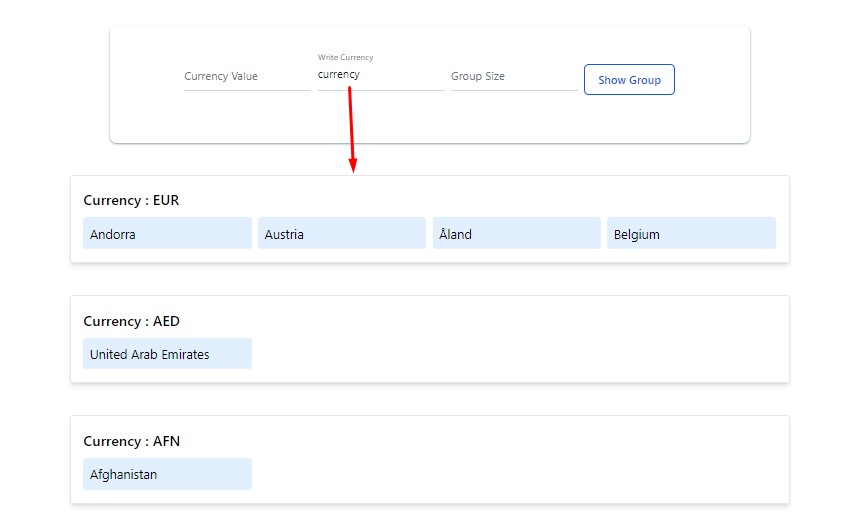 Write Currency
Currency Value currency Group Size Show Group
Currency : EUR
Andorra Austria Åland Belgium
Currency : AED
United Arab Emirates
Currency : AFN
Afghanistan